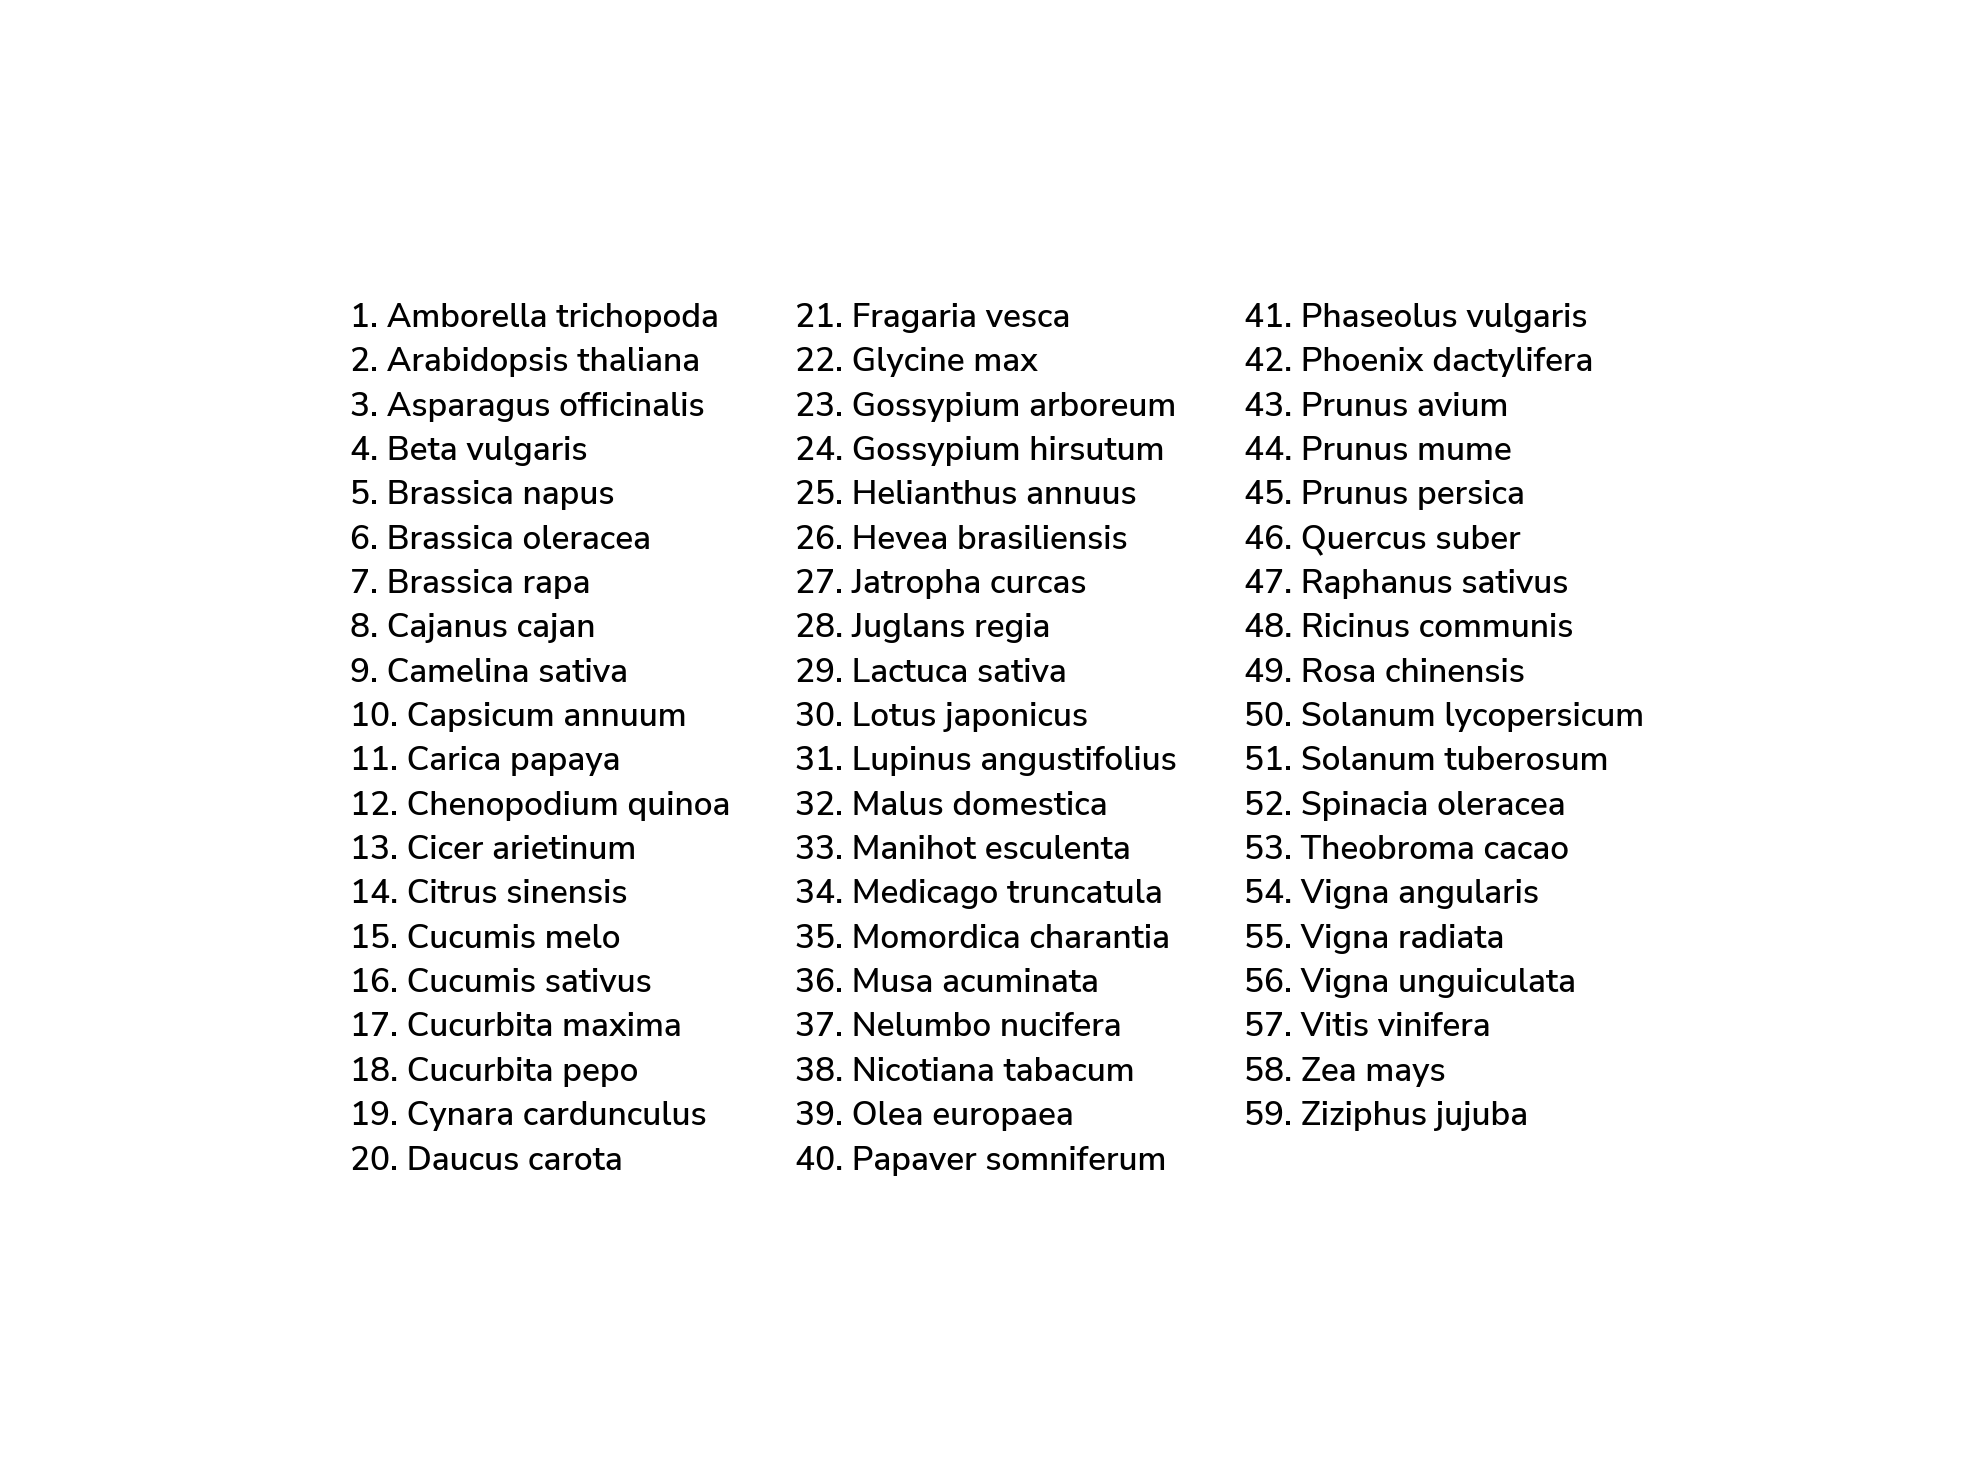 1. Amborella trichopoda
2. Arabidopsis thaliana
3. Asparagus officinalis
4. Beta vulgaris
5. Brassica napus
6. Brassica oleracea
7. Brassica rapa
8. Cajanus cajan
9. Camelina sativa
10. Capsicum annuum
11. Carica papaya
12. Chenopodium quinoa
13. Cicer arietinum
14. Citrus sinensis
15. Cucumis melo
16. Cucumis sativus
17. Cucurbita maxima
18. Cucurbita pepo
19. Cynara cardunculus
20. Daucus carota
21. Fragaria vesca
22. Glycine max
23. Gossypium arboreum
24. Gossypium hirsutum
25. Helianthus annuus
26. Hevea brasiliensis
27. Jatropha curcas
28. Juglans regia
29. Lactuca sativa
30. Lotus japonicus
31. Lupinus angustifolius
32. Malus domestica
33. Manihot esculenta
34. Medicago truncatula
35. Momordica charantia
36. Musa acuminata
37. Nelumbo nucifera
38. Nicotiana tabacum
39. Olea europaea
40. Papaver somniferum
41. Phaseolus vulgaris
42. Phoenix dactylifera
43. Prunus avium
44. Prunus mume
45. Prunus persica
46. Quercus suber
47. Raphanus sativus
48. Ricinus communis
49. Rosa chinensis
50. Solanum lycopersicum
51. Solanum tuberosum
52. Spinacia oleracea
53. Theobroma cacao
54. Vigna angularis
55. Vigna radiata
56. Vigna unguiculata
57. Vitis vinifera
58. Zea mays
59. Ziziphus jujuba